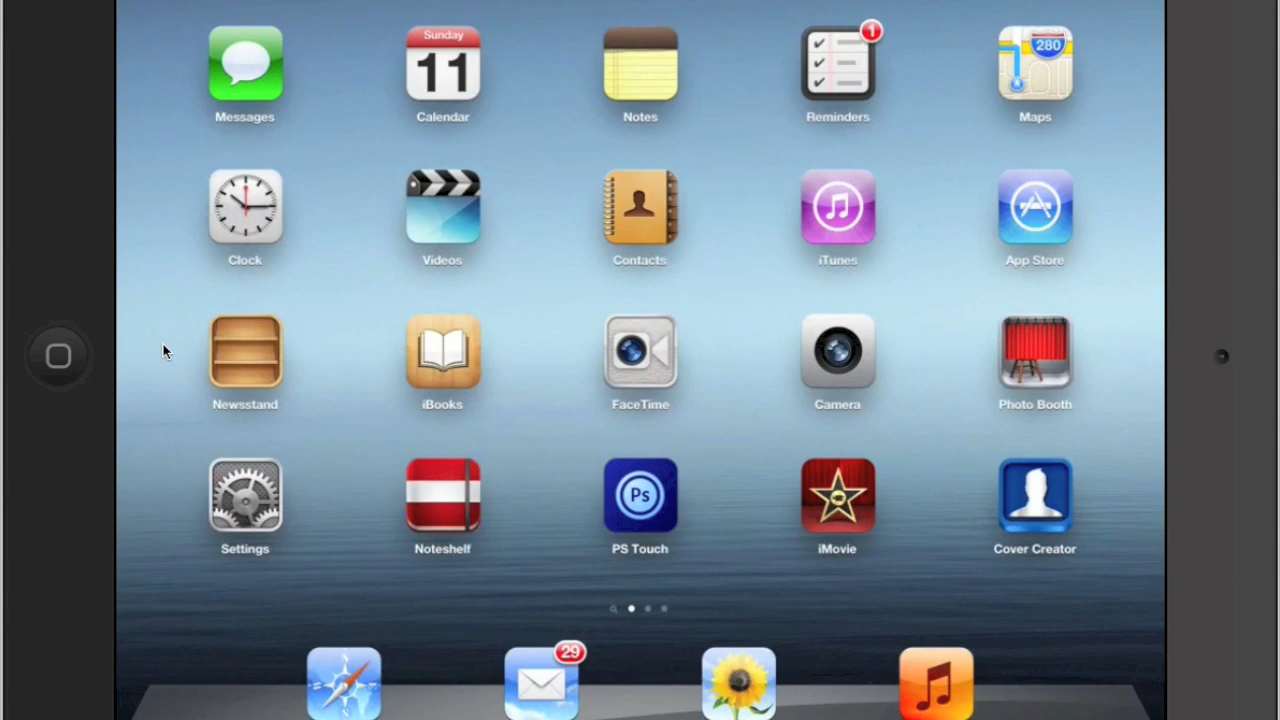 Sunday
11
1
280
Messages
Calendar
Notes
Reminders
Maps
Clock
Videos
Contacts
iTunes
App Store
Newsstand
iBooks
FaceTime
Camera
Photo Booth
Ps
Settings
Noteshelf
PS Touch
iMovie
Cover Creator
29
N